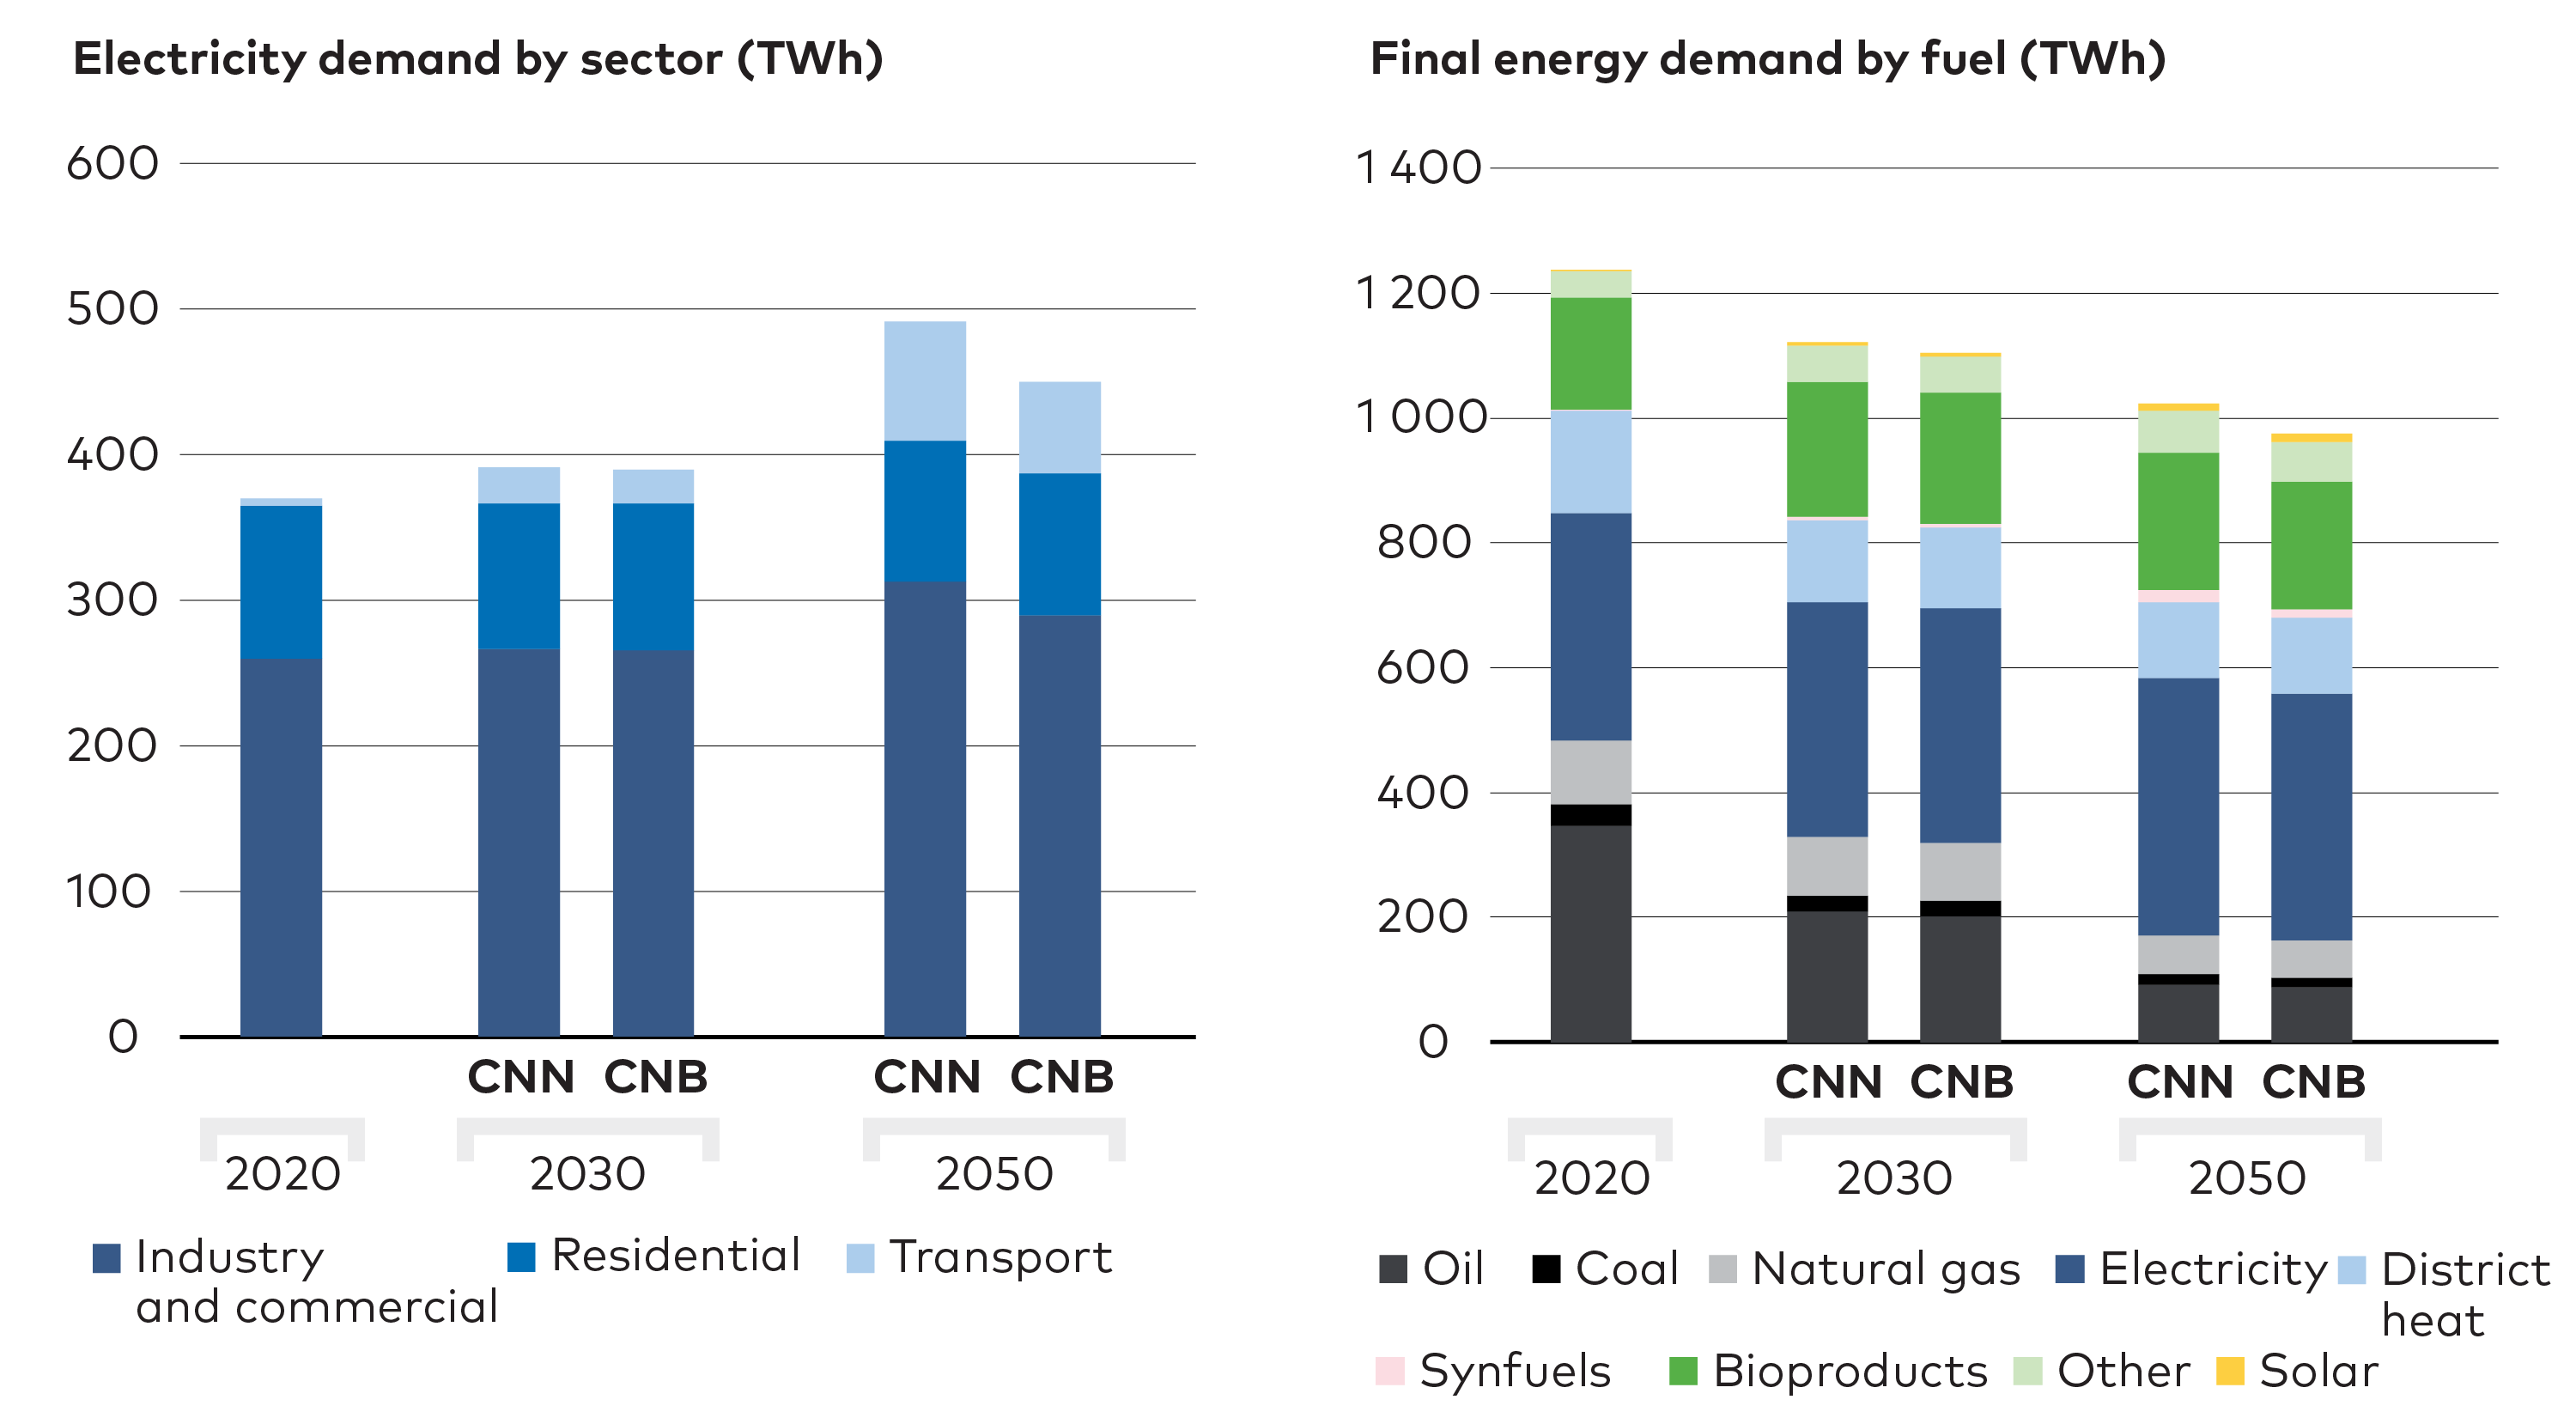 Electricity demand by sector (TWh)
600
500
400
300
200
100
0
CNN CNB CNN CNB
2020 2030 2050
Industry
and commercial
Residential
Transport
Final energy demand by fuel (TWh)
1 400
1 200
1 000
800
600
400
200
0
CNN CNB CNN CNB
2020 2030 2050
Oil Coal Natural gas Electricity District
heat
Synfuels Bioproducts Other Solar